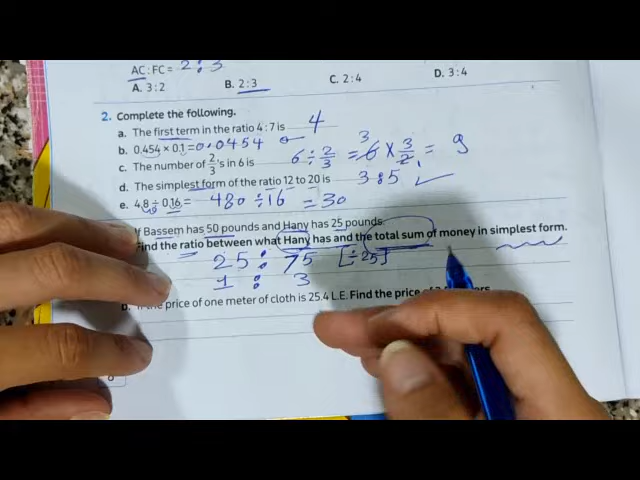 AC:FC = 2:3
A. 3:2 B. 2:3 C. 2:4 D. 3:4
2. Complete the following.
a. The first term in the ratio 4:7 is 4
b. 0.454 × 0.1 = 0.0454
c. The number of 2/3's in 6 is 6 ÷ 2/3 = 6 × 3/2 = 9
d. The simplest form of the ratio 12 to 20 is 3:5
e. 4.8 ÷ 0.16 = 480 ÷ 16 = 30
If Bassem has 50 pounds and Hany has 25 pounds.
Find the ratio between what Hany has and the total sum of money in simplest form.
25 : 75 [÷25]
1 : 3
the price of one meter of cloth is 25.4 L.E. Find the price of